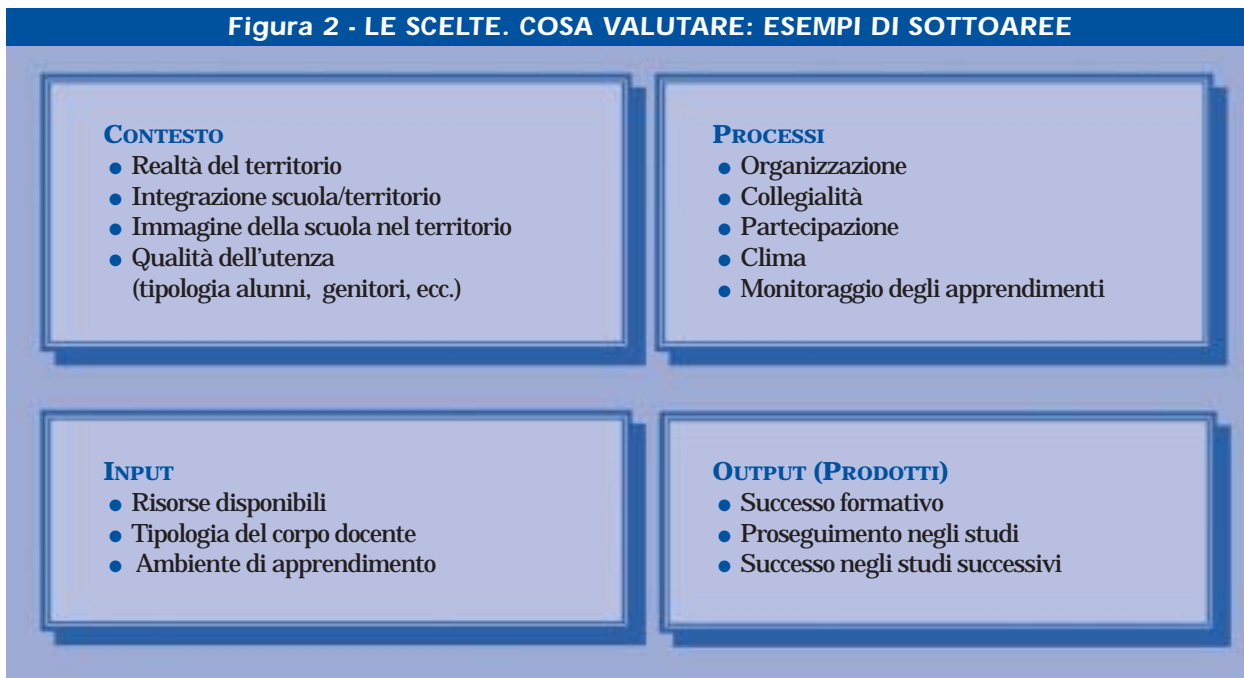 Figura 2 - LE SCELTE. COSA VALUTARE: ESEMPI DI SOTTOAREE
CONTESTO
● Realtà del territorio
● Integrazione scuola/territorio
● Immagine della scuola nel territorio
● Qualità dell'utenza
(tipologia alunni, genitori, ecc.)
PROCESSI
● Organizzazione
● Collegialità
● Partecipazione
● Clima
● Monitoraggio degli apprendimenti
INPUT
● Risorse disponibili
● Tipologia del corpo docente
● Ambiente di apprendimento
OUTPUT (PRODOTTI)
● Successo formativo
● Proseguimento negli studi
● Successo negli studi successivi